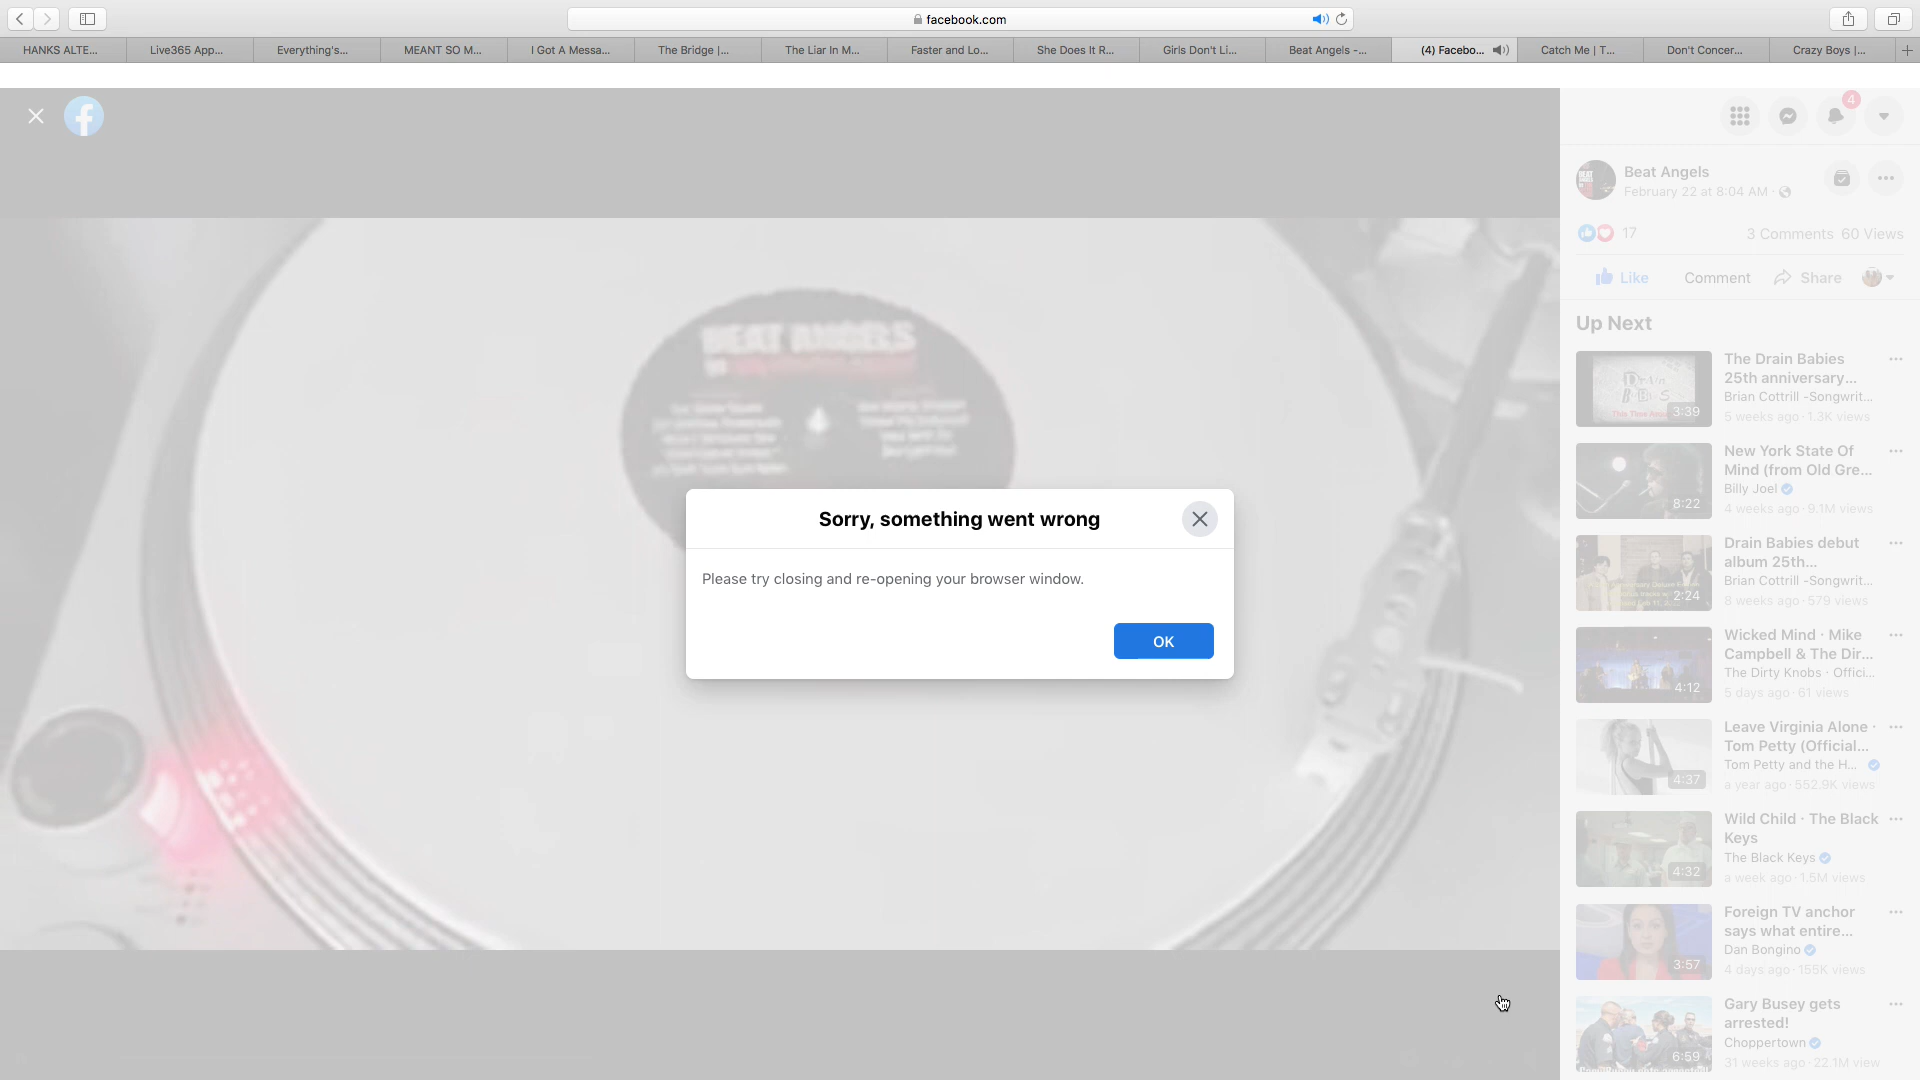 facebook.com
HANKS ALTE...
Live365 App...
Everything's...
MEANT SO M...
I Got A Messa...
The Bridge |...
The Liar In M...
Faster and Lo...
She Does It R...
Girls Don't Li...
Beat Angels -...
(4) Facebo...
Catch Me | T...
Don't Concer...
Crazy Boys |...
4
Beat Angels
February 22 at 8:04 AM ·
17
3 Comments 60 Views
Like
Comment
Share
Up Next
BEAT ANGELS
Sorry, something went wrong
Please try closing and re-opening your browser window.
OK
3:39
The Drain Babies
25th anniversary...
Brian Cottrill -Songwrit...
5 weeks ago · 1.3K views
8:22
New York State Of
Mind (from Old Gre...
Billy Joel
4 weeks ago · 9.1M views
2:24
Drain Babies debut
album 25th...
Brian Cottrill -Songwrit...
8 weeks ago · 579 views
4:12
Wicked Mind · Mike
Campbell & The Dir...
The Dirty Knobs · Offici...
5 days ago · 61 views
4:37
Leave Virginia Alone ·
Tom Petty (Official...
Tom Petty and the H...
a year ago · 552.9K views
4:32
Wild Child · The Black
Keys
The Black Keys
a week ago · 1.5M views
3:57
Foreign TV anchor
says what entire...
Dan Bongino
4 days ago · 155K views
6:59
Gary Busey gets
arrested!
Choppertown
31 weeks ago · 22.1M view